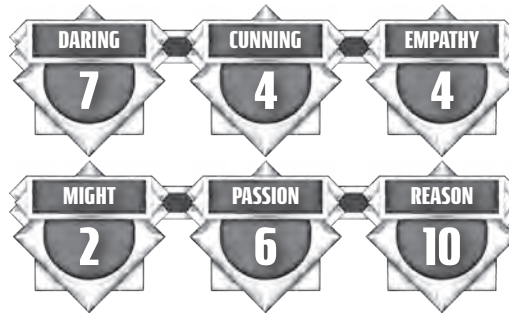 DARING CUNNING EMPATHY
7 4 4
MIGHT PASSION REASON
2 6 10